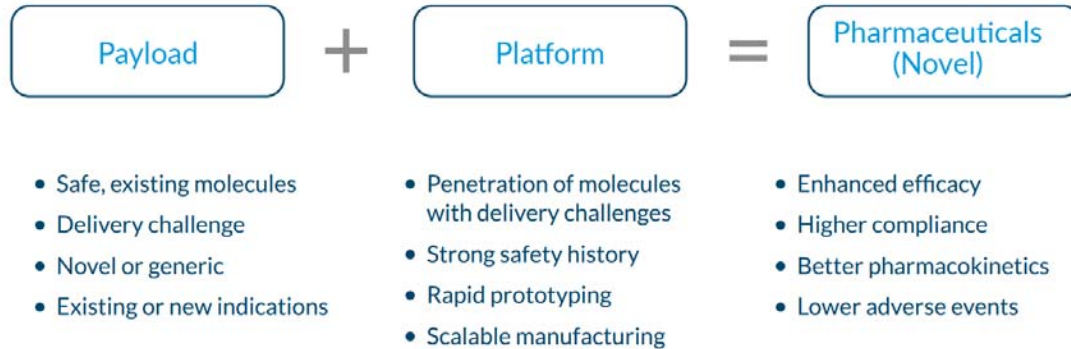 Payload
+
Platform
=
Pharmaceuticals
(Novel)
• Safe, existing molecules
• Delivery challenge
• Novel or generic
• Existing or new indications
• Penetration of molecules
with delivery challenges
• Strong safety history
• Rapid prototyping
• Scalable manufacturing
• Enhanced efficacy
• Higher compliance
• Better pharmacokinetics
• Lower adverse events